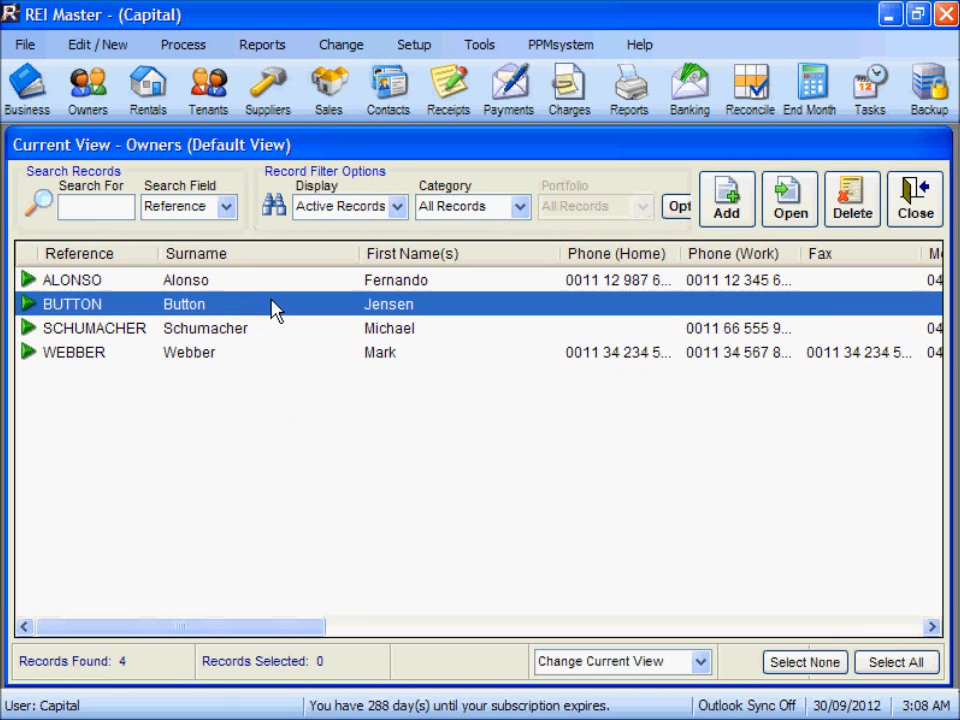 REI Master - (Capital)
File Edit / New Process Reports Change Setup Tools PPMsystem Help
Business Owners Rentals Tenants Suppliers Sales Contacts Receipts Payments Charges Reports Banking Reconcile End Month Tasks Backup
Current View - Owners (Default View)
Search Records Record Filter Options
Search For Search Field Display Category Portfolio
Reference Active Records All Records All Records Opt
Add Open Delete Close
Reference Surname First Name(s) Phone (Home) Phone (Work) Fax
ALONSO Alonso Fernando 0011 12 987 6... 0011 12 345 6... 04
BUTTON Button Jensen
SCHUMACHER Schumacher Michael 0011 66 555 9... 04
WEBBER Webber Mark 0011 34 234 5... 0011 34 567 8... 0011 34 234 5... 04
Records Found: 4 Records Selected: 0 Change Current View Select None Select All
User: Capital You have 288 day(s) until your subscription expires. Outlook Sync Off 30/09/2012 3:08 AM